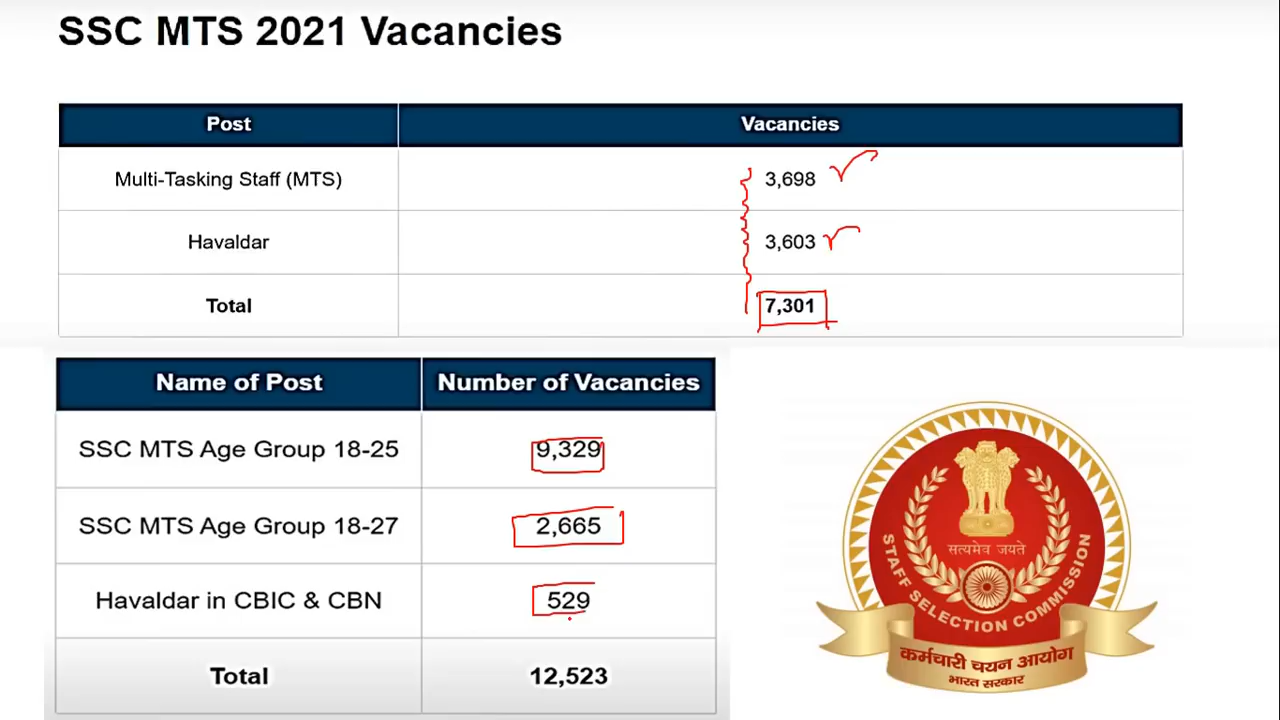 SSC MTS 2021 Vacancies
Post Vacancies
Multi-Tasking Staff (MTS) 3,698
Havaldar 3,603
Total 7,301
Name of Post Number of Vacancies
SSC MTS Age Group 18-25 9,329
SSC MTS Age Group 18-27 2,665
Havaldar in CBIC & CBN 529
Total 12,523
सत्यमेव जयते
STAFF SELECTION COMMISSION
कर्मचारी चयन आयोग
भारत सरकार